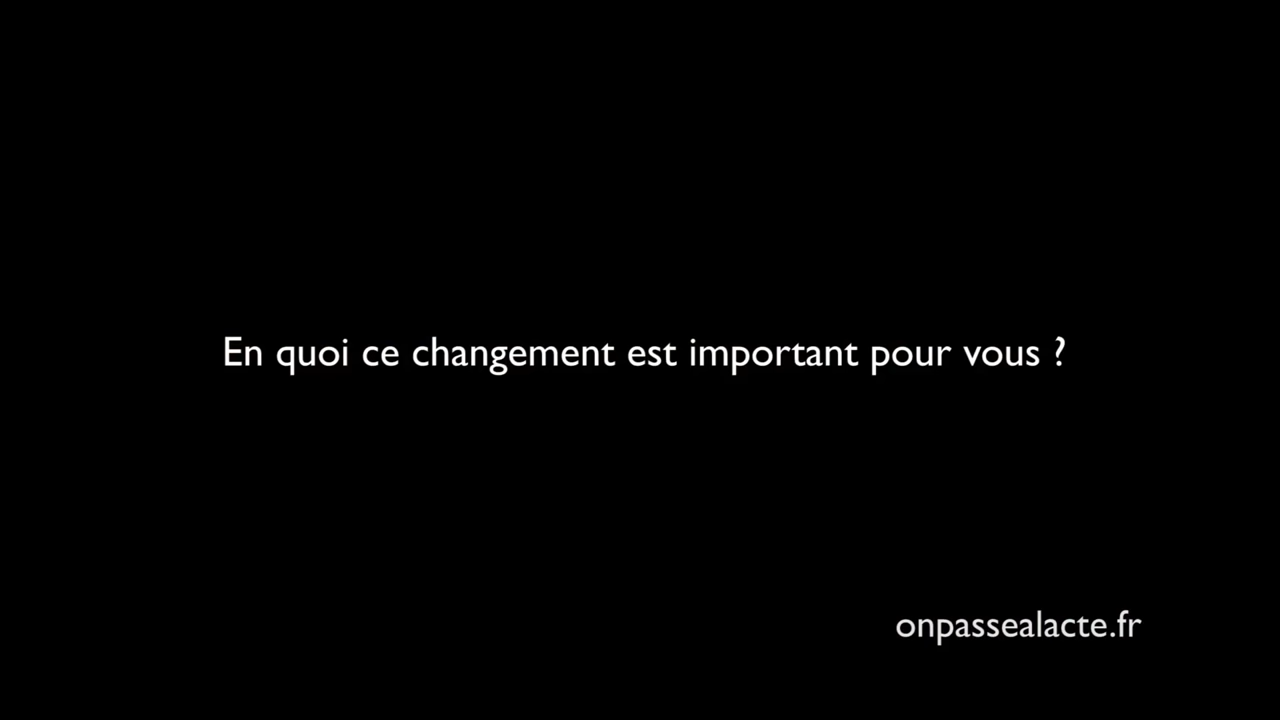 En quoi ce changement est important pour vous ?
onpassealacte.fr